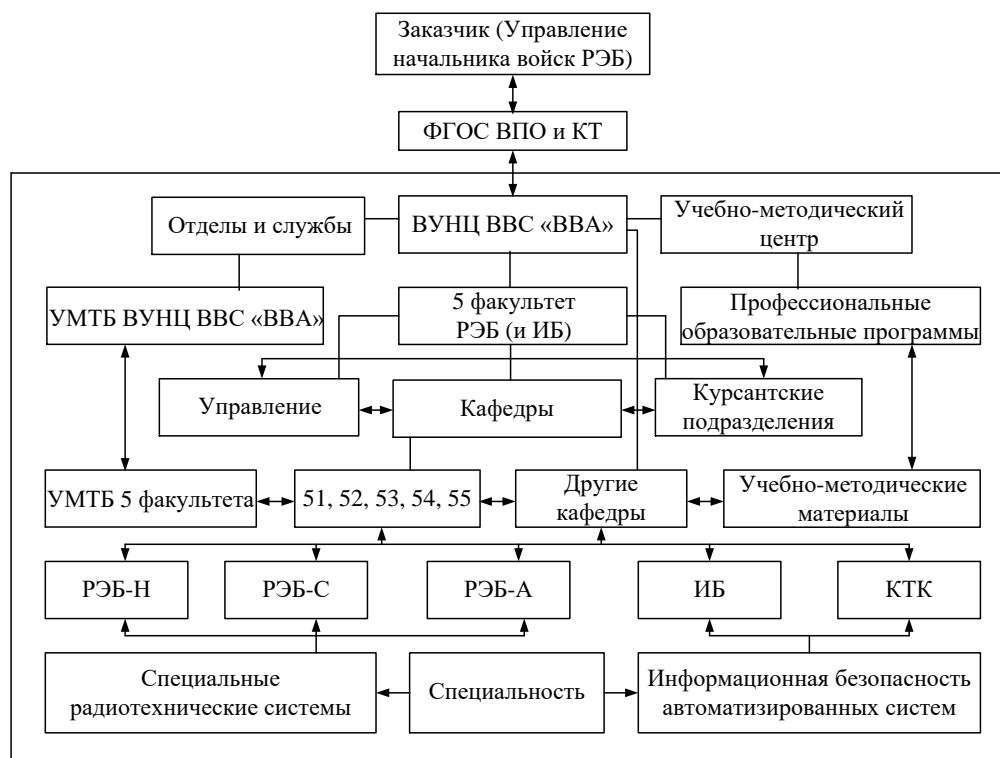 Заказчик (Управление
начальника войск РЭБ)
ФГОС ВПО и КТ
Отделы и службы
ВУНЦ ВВС «ВВА»
Учебно-методический
центр
УМТБ ВУНЦ ВВС «ВВА»
5 факультет
РЭБ (и ИБ)
Профессиональные
образовательные программы
Управление
Кафедры
Курсантские
подразделения
УМТБ 5 факультета
51, 52, 53, 54, 55
Другие
кафедры
Учебно-методические
материалы
РЭБ-Н
РЭБ-С
РЭБ-А
ИБ
КТК
Специальные
радиотехнические системы
Специальность
Информационная безопасность
автоматизированных систем